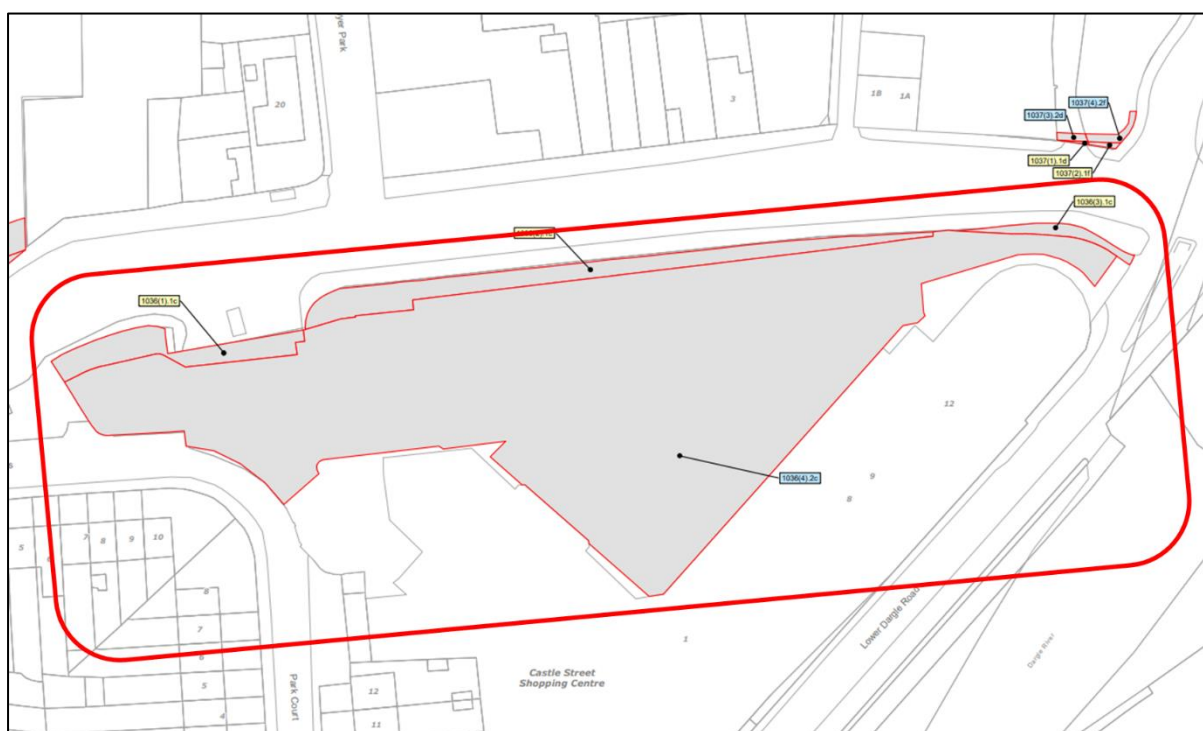 yer Park
20
3
1B
1A
1037(4).2f
1037(3).2d
1037(1).1d
1037(2).1f
1036(3).1c
1036(1).1c
1036(4).2c
12
9
8
5
7
8
9
10
8
7
6
5
4
12
11
1
Park Court
Castle Street
Shopping Centre
Lower Dargle Road
Dargle River